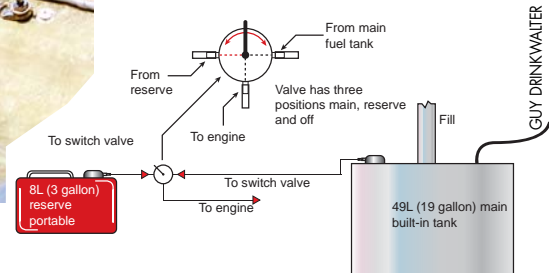 From main
fuel tank
From
reserve
Valve has three
positions main, reserve
and off
To engine
To switch valve
Fill
GUY DRINKWALTER
To switch valve
To engine
8L (3 gallon)
reserve
portable
49L (19 gallon) main
built-in tank